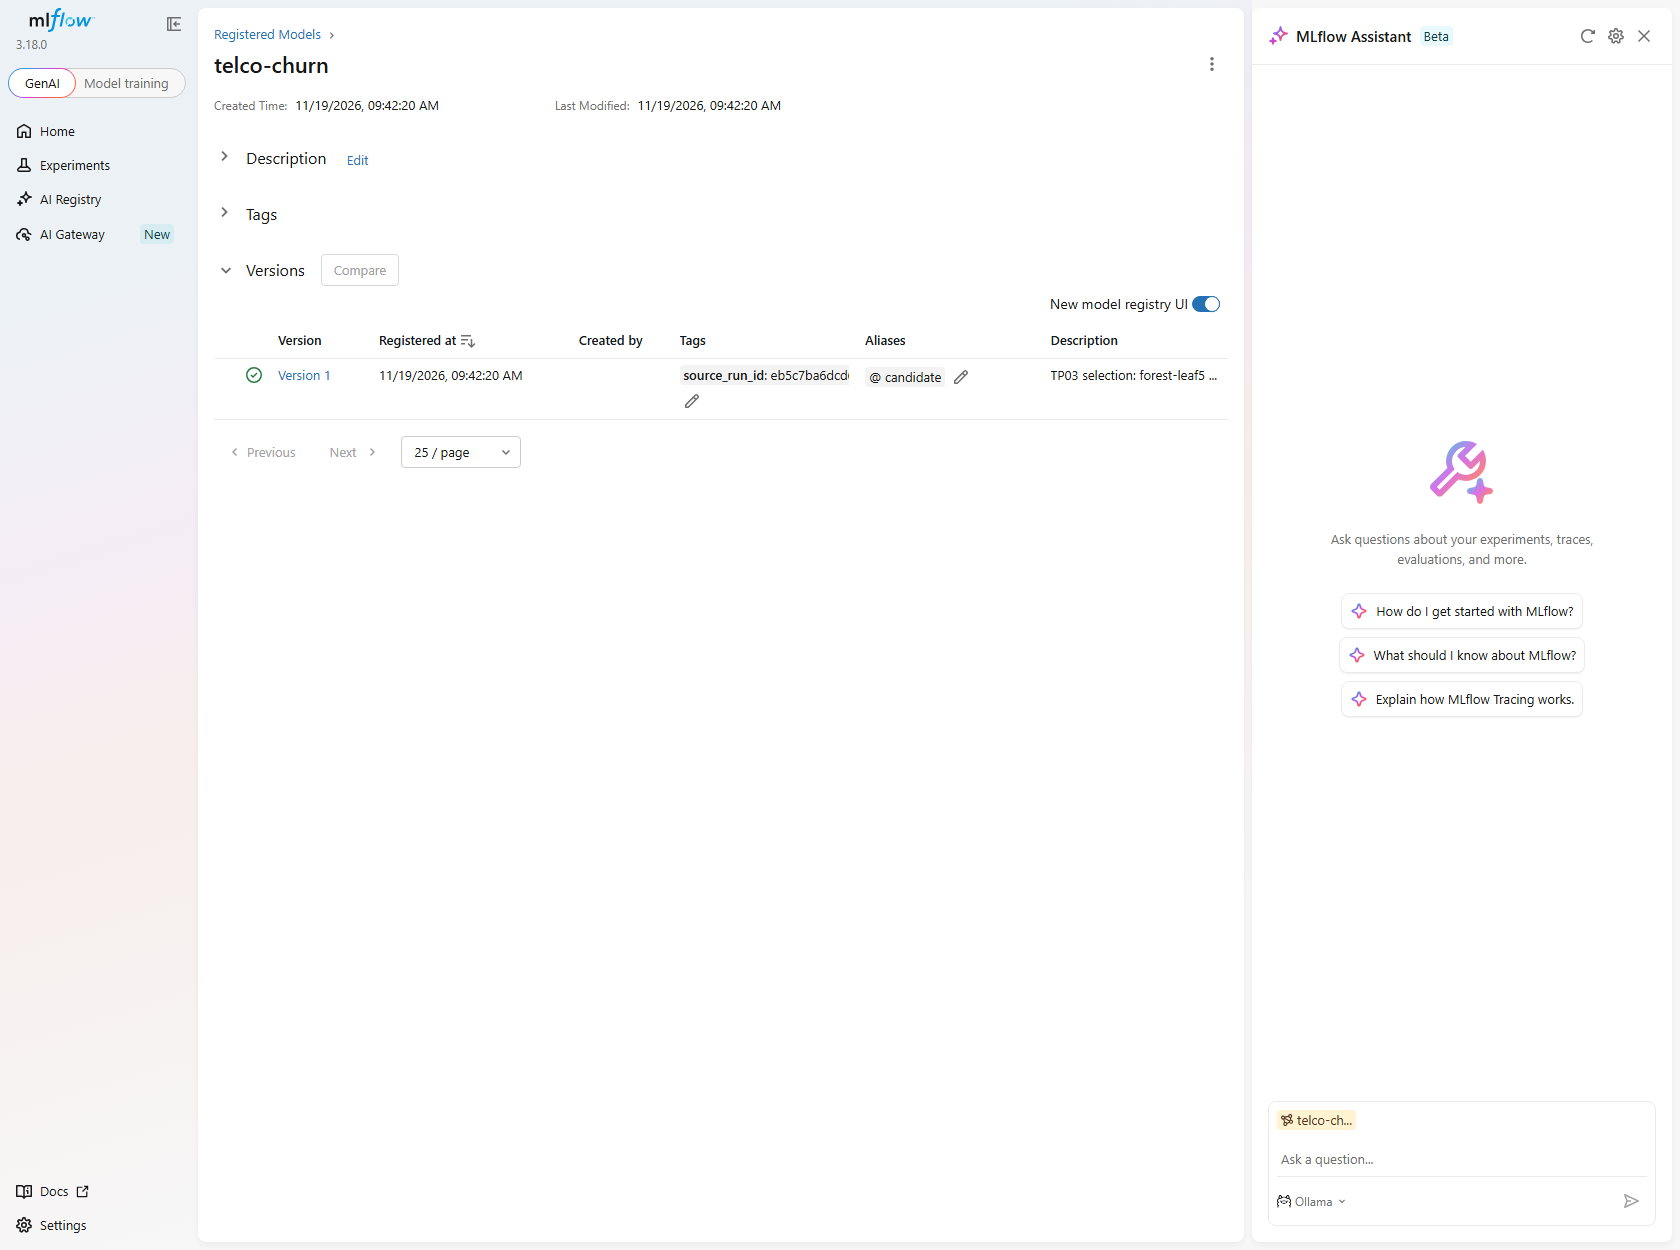 mlflow
3.18.0
GenAI
Model training
Home
Experiments
AI Registry
AI Gateway
New
Docs
Settings
Registered Models
telco-churn
Created Time: 11/19/2026, 09:42:20 AM
Last Modified: 11/19/2026, 09:42:20 AM
Description
Edit
Tags
Versions
Compare
New model registry UI
Version
Registered at
Created by
Tags
Aliases
Description
Version 1
11/19/2026, 09:42:20 AM
source_run_id: eb5c7ba6dcd
@ candidate
TP03 selection: forest-leaf5 ...
Previous
Next
25 / page
MLflow Assistant
Beta
Ask questions about your experiments, traces,
evaluations, and more.
How do I get started with MLflow?
What should I know about MLflow?
Explain how MLflow Tracing works.
telco-ch...
Ask a question...
Ollama